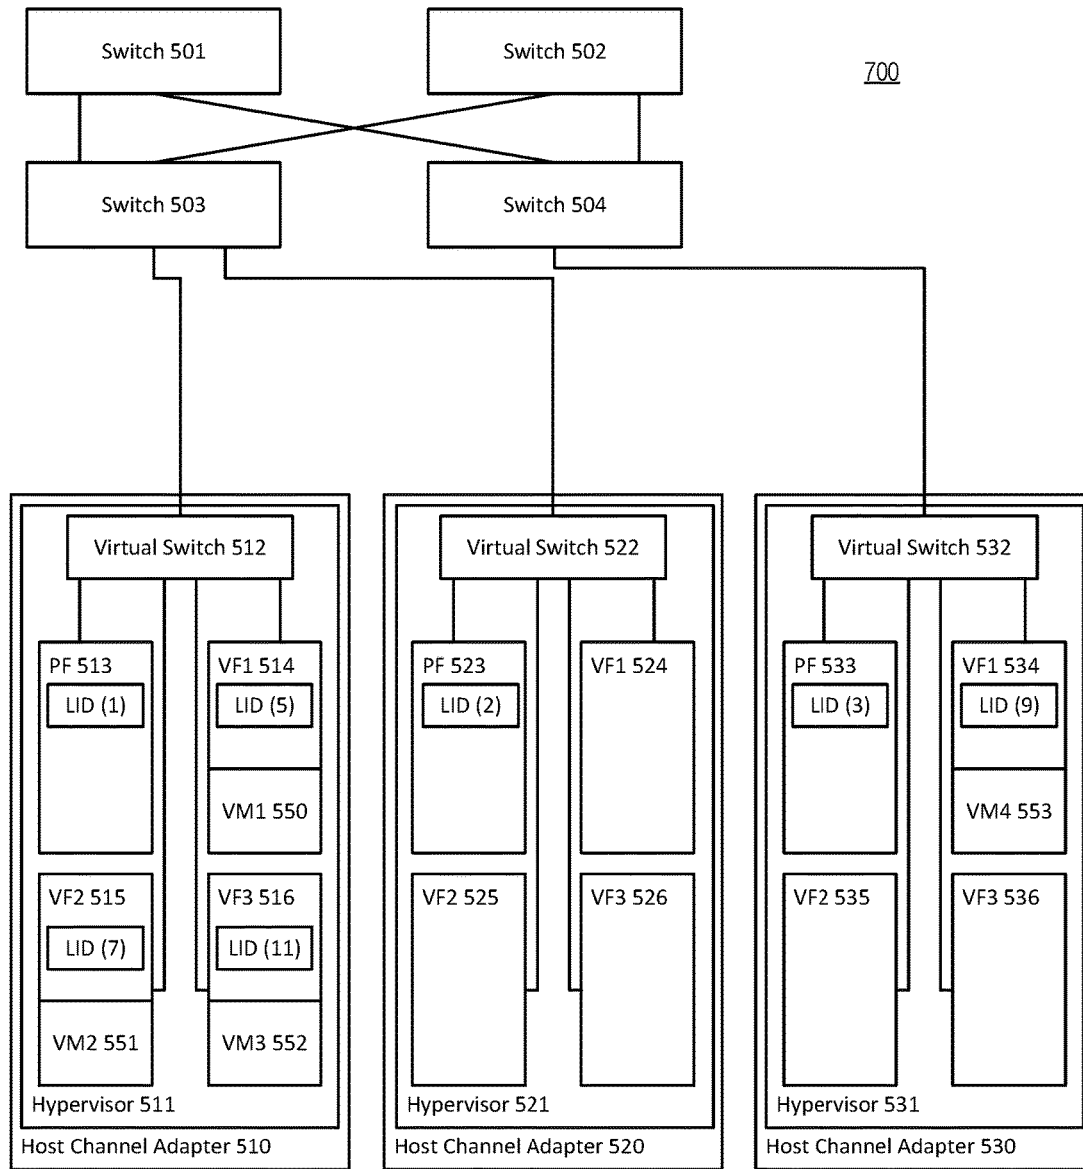 Switch 501
Switch 502
700
Switch 503
Switch 504
Virtual Switch 512
Virtual Switch 522
Virtual Switch 532
PF 513
LID (1)
VF1 514
LID (5)
VM1 550
PF 523
LID (2)
VF1 524
PF 533
LID (3)
VF1 534
LID (9)
VM4 553
VF2 515
LID (7)
VM2 551
VF3 516
LID (11)
VM3 552
VF2 525
VF3 526
VF2 535
VF3 536
Hypervisor 511
Hypervisor 521
Hypervisor 531
Host Channel Adapter 510
Host Channel Adapter 520
Host Channel Adapter 530